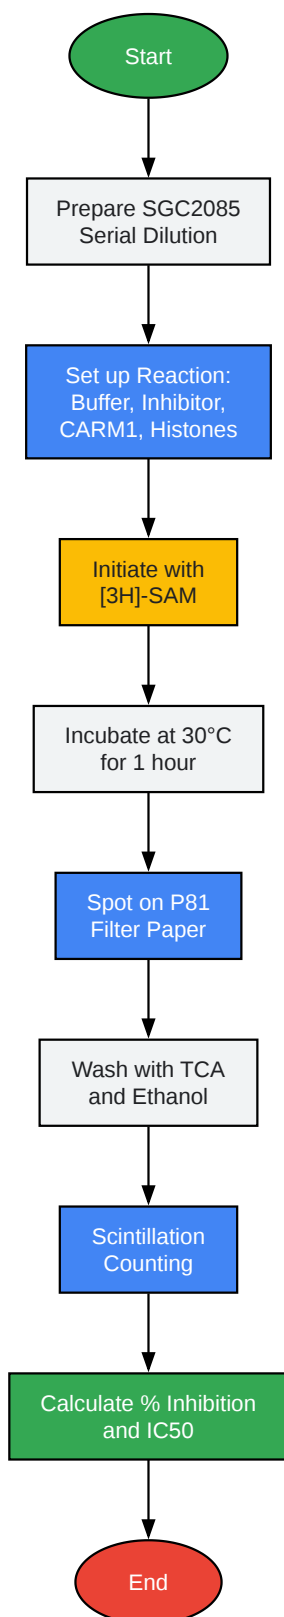 Start
Prepare SGC2085
Serial Dilution
Set up Reaction:
Buffer, Inhibitor,
CARM1, Histones
Initiate with
[3H]-SAM
Incubate at 30°C
for 1 hour
Spot on P81
Filter Paper
Wash with TCA
and Ethanol
Scintillation
Counting
Calculate % Inhibition
and IC50
End